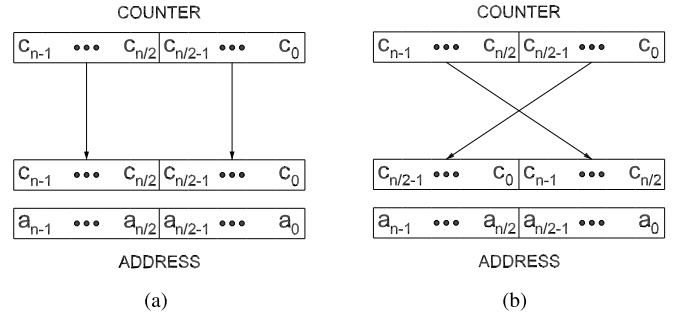 COUNTER COUNTER
c_{n-1} ••• c_{n/2} c_{n/2-1} ••• c_0 c_{n-1} ••• c_{n/2} c_{n/2-1} ••• c_0
c_{n-1} ••• c_{n/2} c_{n/2-1} ••• c_0 c_{n/2-1} ••• c_0 c_{n-1} ••• c_{n/2}
a_{n-1} ••• a_{n/2} a_{n/2-1} ••• a_0 a_{n-1} ••• a_{n/2} a_{n/2-1} ••• a_0
ADDRESS ADDRESS
(a) (b)